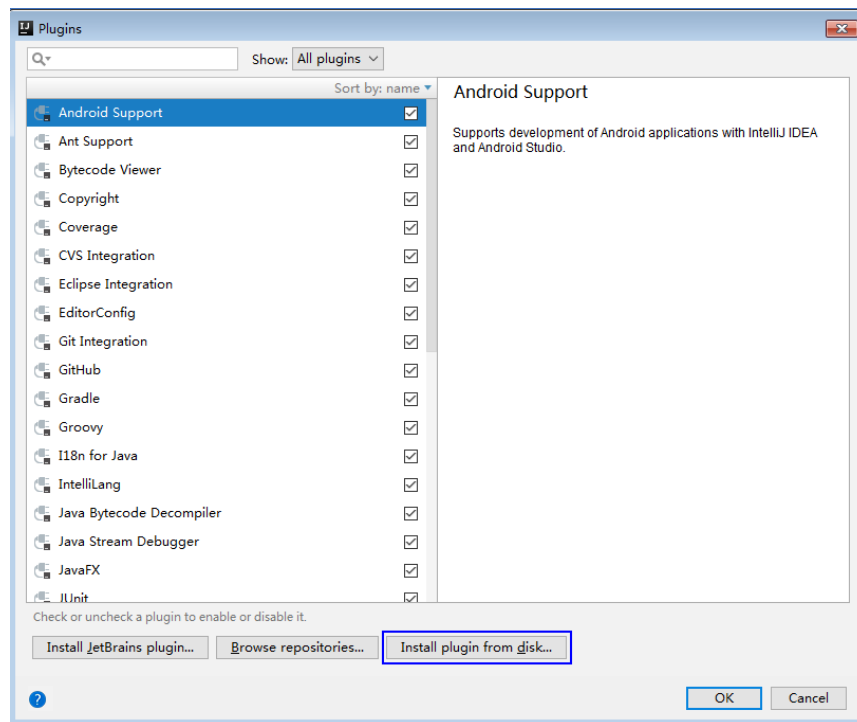 Plugins
Show: All plugins
Sort by: name
Android Support
Ant Support
Bytecode Viewer
Copyright
Coverage
CVS Integration
Eclipse Integration
EditorConfig
Git Integration
GitHub
Gradle
Groovy
I18n for Java
IntelliLang
Java Bytecode Decompiler
Java Stream Debugger
JavaFX
JUnit
Android Support
Supports development of Android applications with IntelliJ IDEA
and Android Studio.
Check or uncheck a plugin to enable or disable it.
Install JetBrains plugin... Browse repositories... Install plugin from disk...
? OK Cancel